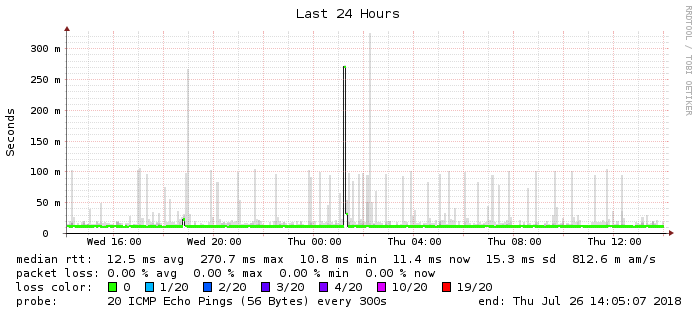 Last 24 Hours
RRDTOOL / TOBI OETIKER
Seconds
300 m
250 m
200 m
150 m
100 m
50 m
0
Wed 16:00 Wed 20:00 Thu 00:00 Thu 04:00 Thu 08:00 Thu 12:00
median rtt: 12.5 ms avg 270.7 ms max 10.8 ms min 11.4 ms now 15.3 ms sd 812.6 m am/s
packet loss: 0.00 % avg 0.00 % max 0.00 % min 0.00 % now
loss color: 0 1/20 2/20 3/20 4/20 10/20 19/20
probe: 20 ICMP Echo Pings (56 Bytes) every 300s end: Thu Jul 26 14:05:07 2018